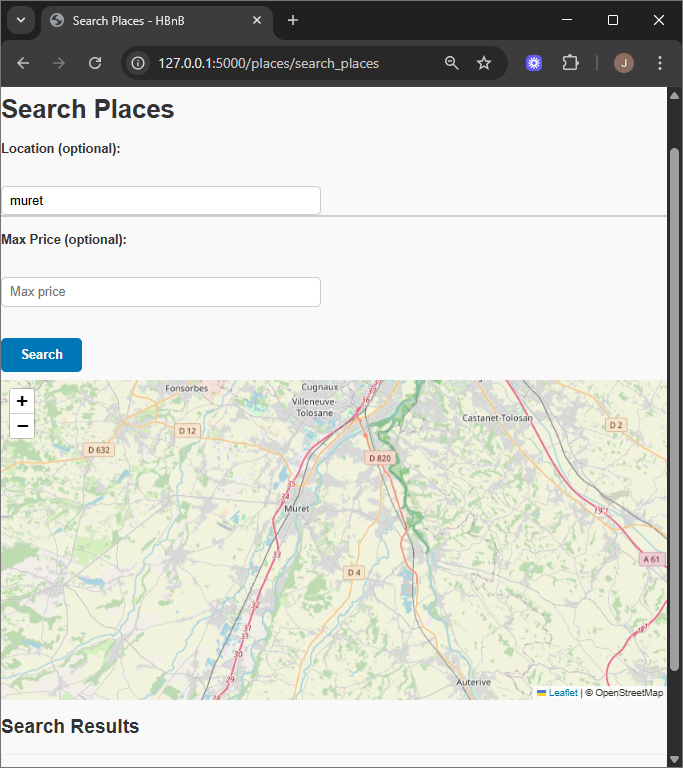 Search Places - HBnB
127.0.0.1:5000/places/search_places
J
Search Places
Location (optional):
muret
Max Price (optional):
Max price
Search
+
−
Fonsorbes
Cugnaux
37
36
Villeneuve-
Tolosane
Castanet-Tolosan
D 12
D 2
D 632
D 820
35
34
Muret
19.1
33
A 61
D 4
32
31
31
30
29
28
Auterive
Leaflet | © OpenStreetMap
Search Results